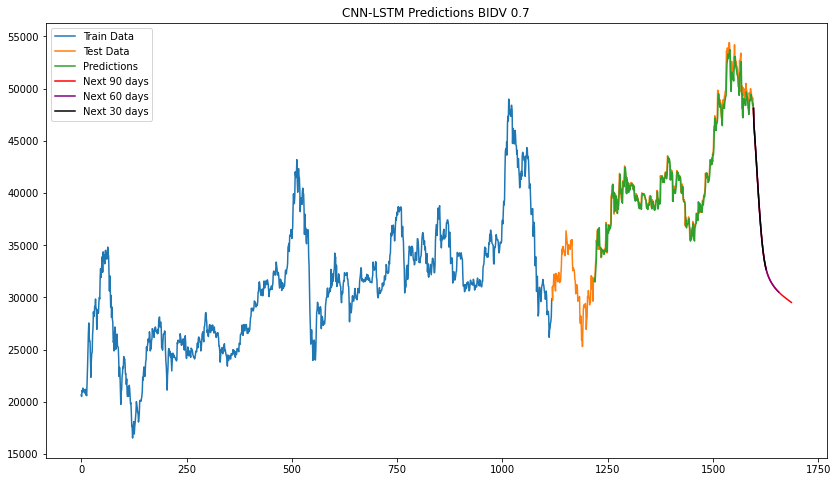 CNN-LSTM Predictions BIDV 0.7
Train Data
Test Data
Predictions
Next 90 days
Next 60 days
Next 30 days
55000
50000
45000
40000
35000
30000
25000
20000
15000
0 250 500 750 1000 1250 1500 1750